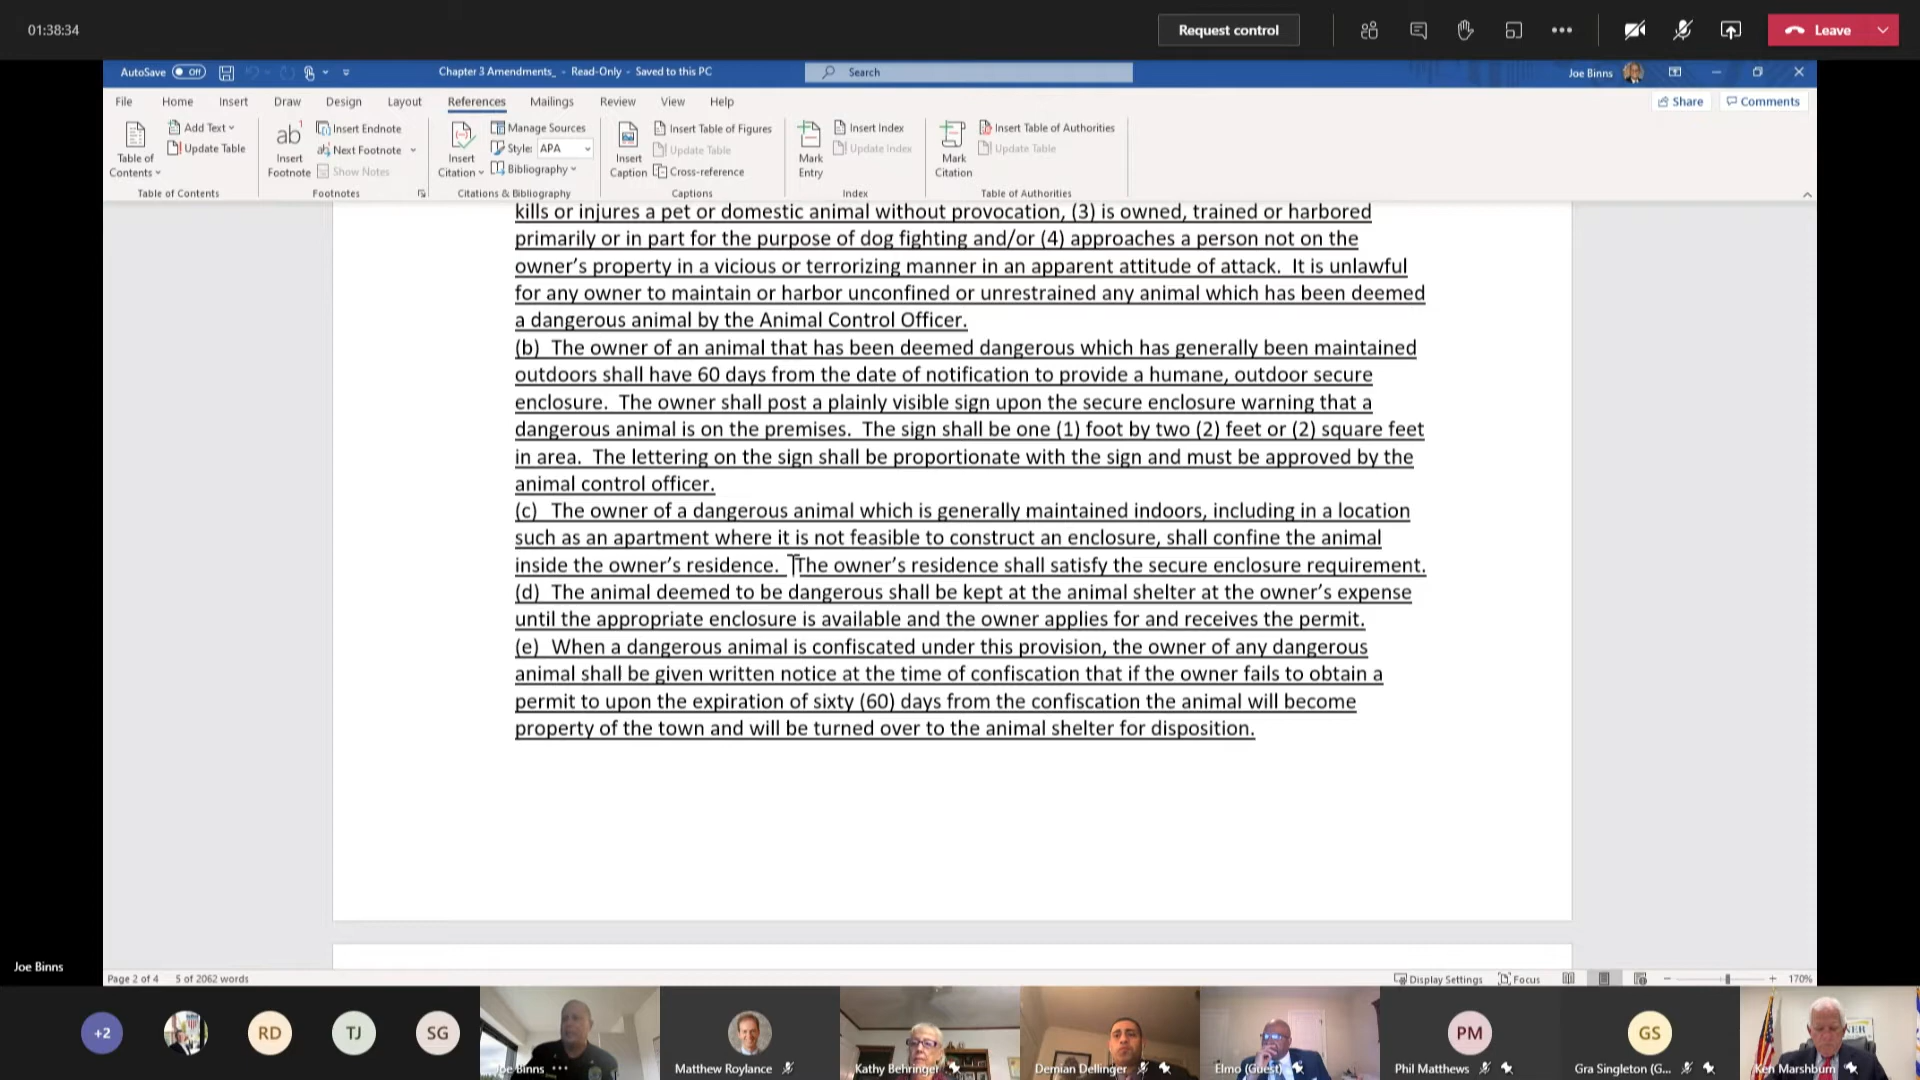 01:38:34
Request control
Leave
AutoSave Off
Chapter 3 Amendments_ - Read-Only - Saved to this PC
Search
Joe Binns
File Home Insert Draw Design Layout References Mailings Review View Help
Share Comments
Table of Contents
Add Text
Update Table
Table of Contents
ab
Insert Footnote
Insert Endnote
Next Footnote
Show Notes
Footnotes
Insert Citation
Manage Sources
Style: APA
Bibliography
Citations & Bibliography
Insert Caption
Insert Table of Figures
Update Table
Cross-reference
Captions
Mark Entry
Insert Index
Update Index
Index
Mark Citation
Insert Table of Authorities
Update Table
Table of Authorities
kills or injures a pet or domestic animal without provocation, (3) is owned, trained or harbored
primarily or in part for the purpose of dog fighting and/or (4) approaches a person not on the
owner's property in a vicious or terrorizing manner in an apparent attitude of attack. It is unlawful
for any owner to maintain or harbor unconfined or unrestrained any animal which has been deemed
a dangerous animal by the Animal Control Officer.
(b) The owner of an animal that has been deemed dangerous which has generally been maintained
outdoors shall have 60 days from the date of notification to provide a humane, outdoor secure
enclosure. The owner shall post a plainly visible sign upon the secure enclosure warning that a
dangerous animal is on the premises. The sign shall be one (1) foot by two (2) feet or (2) square feet
in area. The lettering on the sign shall be proportionate with the sign and must be approved by the
animal control officer.
(c) The owner of a dangerous animal which is generally maintained indoors, including in a location
such as an apartment where it is not feasible to construct an enclosure, shall confine the animal
inside the owner's residence. The owner's residence shall satisfy the secure enclosure requirement.
(d) The animal deemed to be dangerous shall be kept at the animal shelter at the owner's expense
until the appropriate enclosure is available and the owner applies for and receives the permit.
(e) When a dangerous animal is confiscated under this provision, the owner of any dangerous
animal shall be given written notice at the time of confiscation that if the owner fails to obtain a
permit to upon the expiration of sixty (60) days from the confiscation the animal will become
property of the town and will be turned over to the animal shelter for disposition.
Joe Binns
Page 2 of 4 5 of 2062 words
Display Settings Focus 170%
+2
RD
TJ
SG
Joe Binns
Matthew Roylance
Kathy Behringer
Demian Dellinger
Elmo (Guest)
PM
Phil Matthews
GS
Gra Singleton (G...
Ken Marshburn